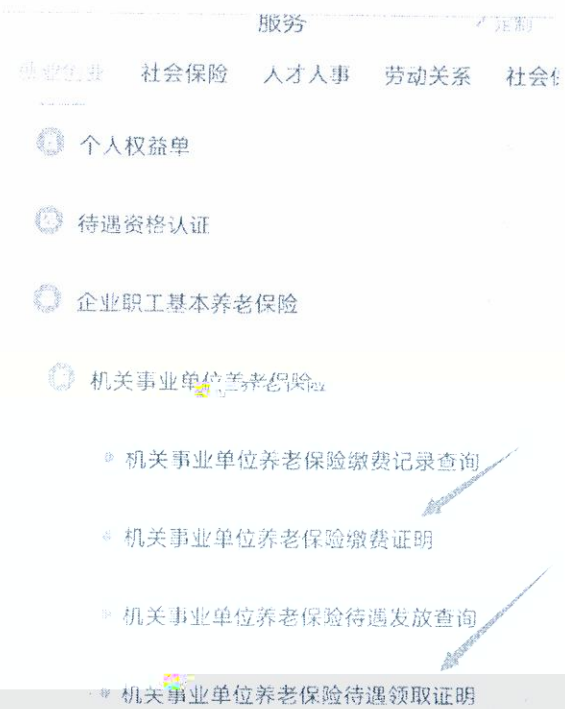 服务
定制
社会保险 人才人事 劳动关系 社会
个人权益单
待遇资格认证
企业职工基本养老保险
机关事业单位养老保险
机关事业单位养老保险缴费记录查询
机关事业单位养老保险缴费证明
机关事业单位养老保险待遇发放查询
机关事业单位养老保险待遇领取证明